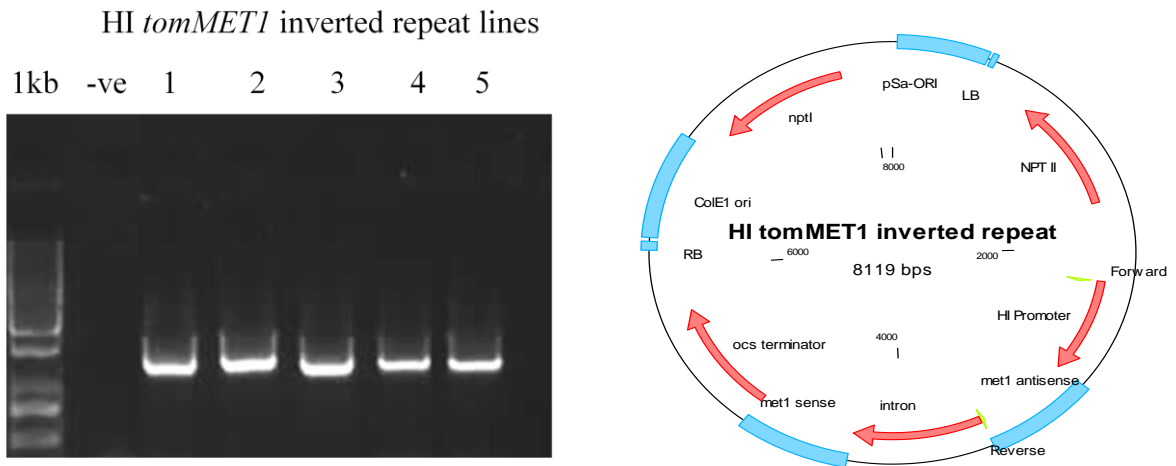 HI tomMET1 inverted repeat lines
1kb -ve 1 2 3 4 5
pSa-ORI
LB
nptI
8000
NPT II
ColE1 ori
HI tomMET1 inverted repeat
RB
6000
8119 bps
2000
Forward
HI Promoter
ocs terminator
4000
met1 antisense
met1 sense
intron
Reverse